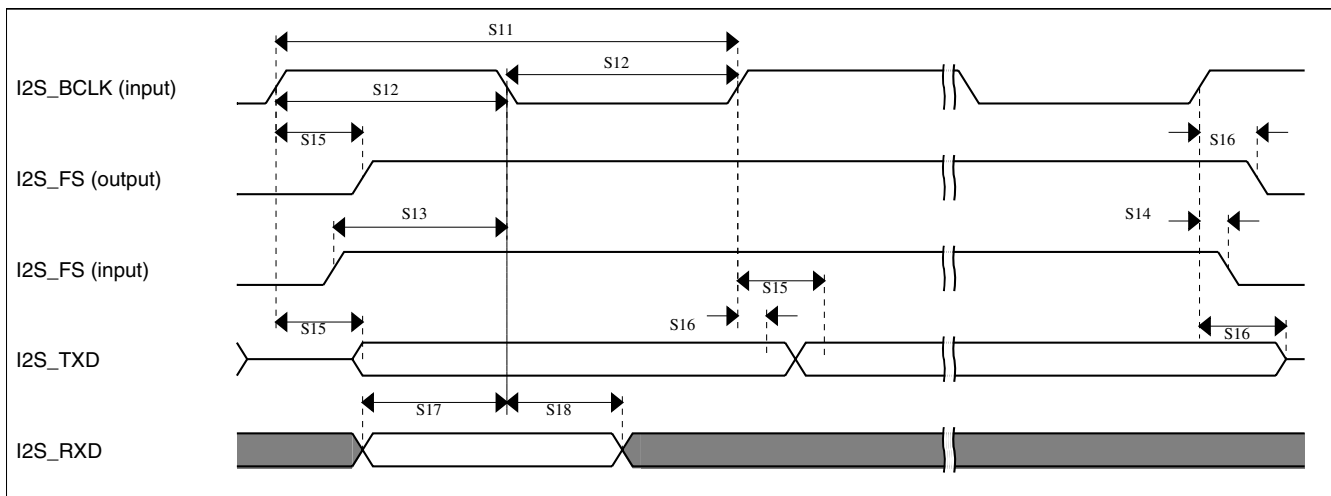 S11
I2S_BCLK (input)
S12
S12
S15
S16
I2S_FS (output)
S13
S14
I2S_FS (input)
S15
S15
S16
S16
I2S_TXD
S17
S18
I2S_RXD